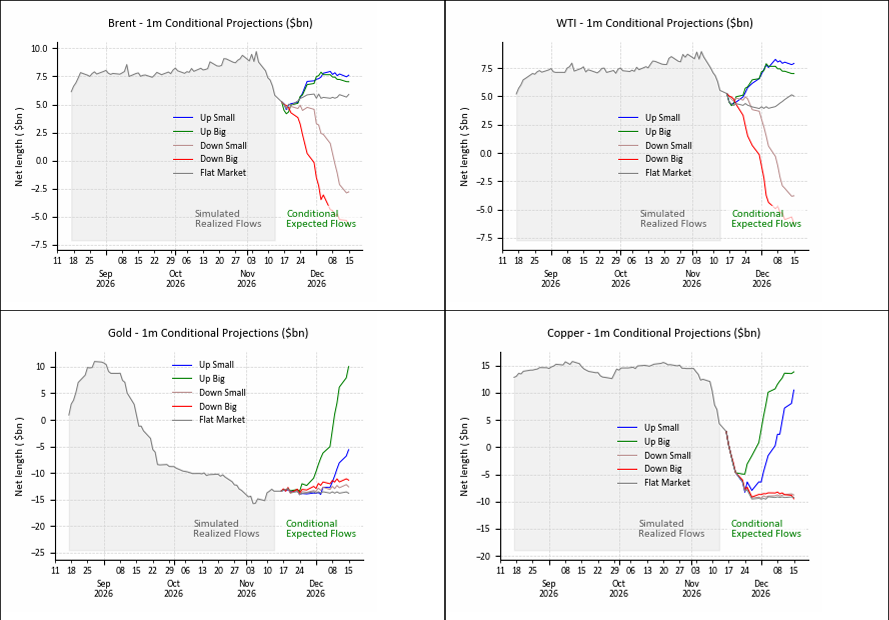 Brent - 1m Conditional Projections ($bn)
Net length ( $bn )
10.0
7.5
5.0
2.5
0.0
−2.5
−5.0
−7.5
Up Small
Up Big
Down Small
Down Big
Flat Market
Simulated
Realized Flows
Conditional
Expected Flows
11 18 25 08 15 22 29 06 13 20 27 03 10 17 24 08 15
Sep Oct Nov Dec
2026 2026 2026 2026
WTI - 1m Conditional Projections ($bn)
Net length ( $bn )
7.5
5.0
2.5
0.0
−2.5
−5.0
−7.5
Up Small
Up Big
Down Small
Down Big
Flat Market
Simulated
Realized Flows
Conditional
Expected Flows
11 18 25 08 15 22 29 06 13 20 27 03 10 17 24 08 15
Sep Oct Nov Dec
2026 2026 2026 2026
Gold - 1m Conditional Projections ($bn)
Net length ( $bn )
10
5
0
−5
−10
−15
−20
−25
Up Small
Up Big
Down Small
Down Big
Flat Market
Simulated
Realized Flows
Conditional
Expected Flows
11 18 25 08 15 22 29 06 13 20 27 03 10 17 24 08 15
Sep Oct Nov Dec
2026 2026 2026 2026
Copper - 1m Conditional Projections ($bn)
Net length ( $bn )
15
10
5
0
−5
−10
−15
−20
Up Small
Up Big
Down Small
Down Big
Flat Market
Simulated
Realized Flows
Conditional
Expected Flows
11 18 25 08 15 22 29 06 13 20 27 03 10 17 24 08 15
Sep Oct Nov Dec
2026 2026 2026 2026